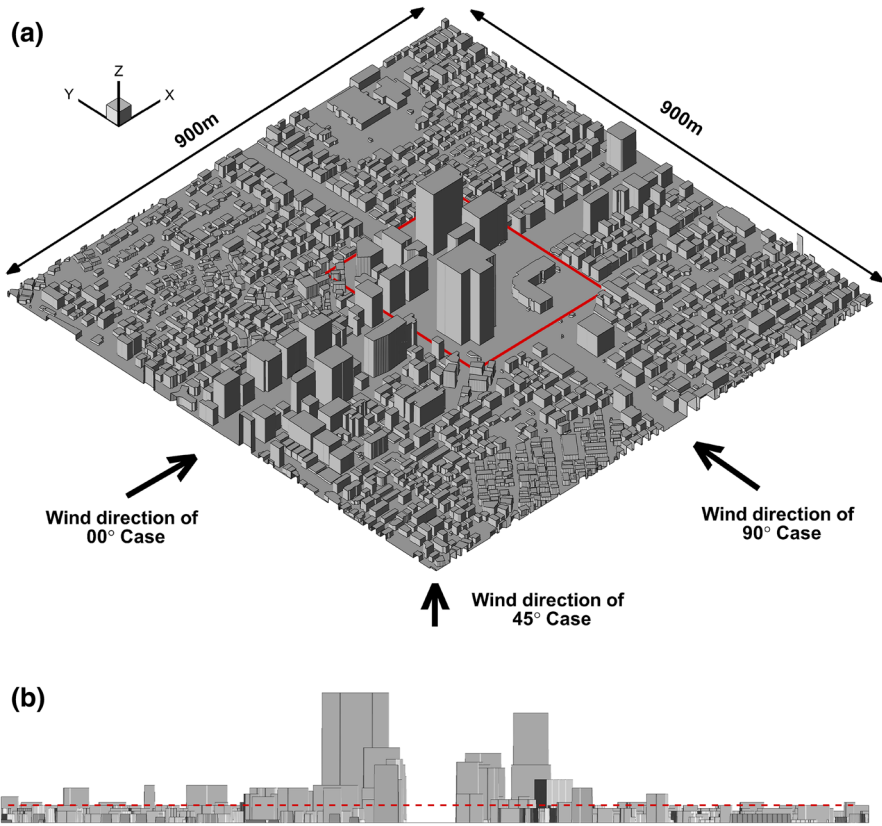 (a)
Z
Y
X
900m
900m
Wind direction of
00° Case
Wind direction of
90° Case
Wind direction of
45° Case
(b)